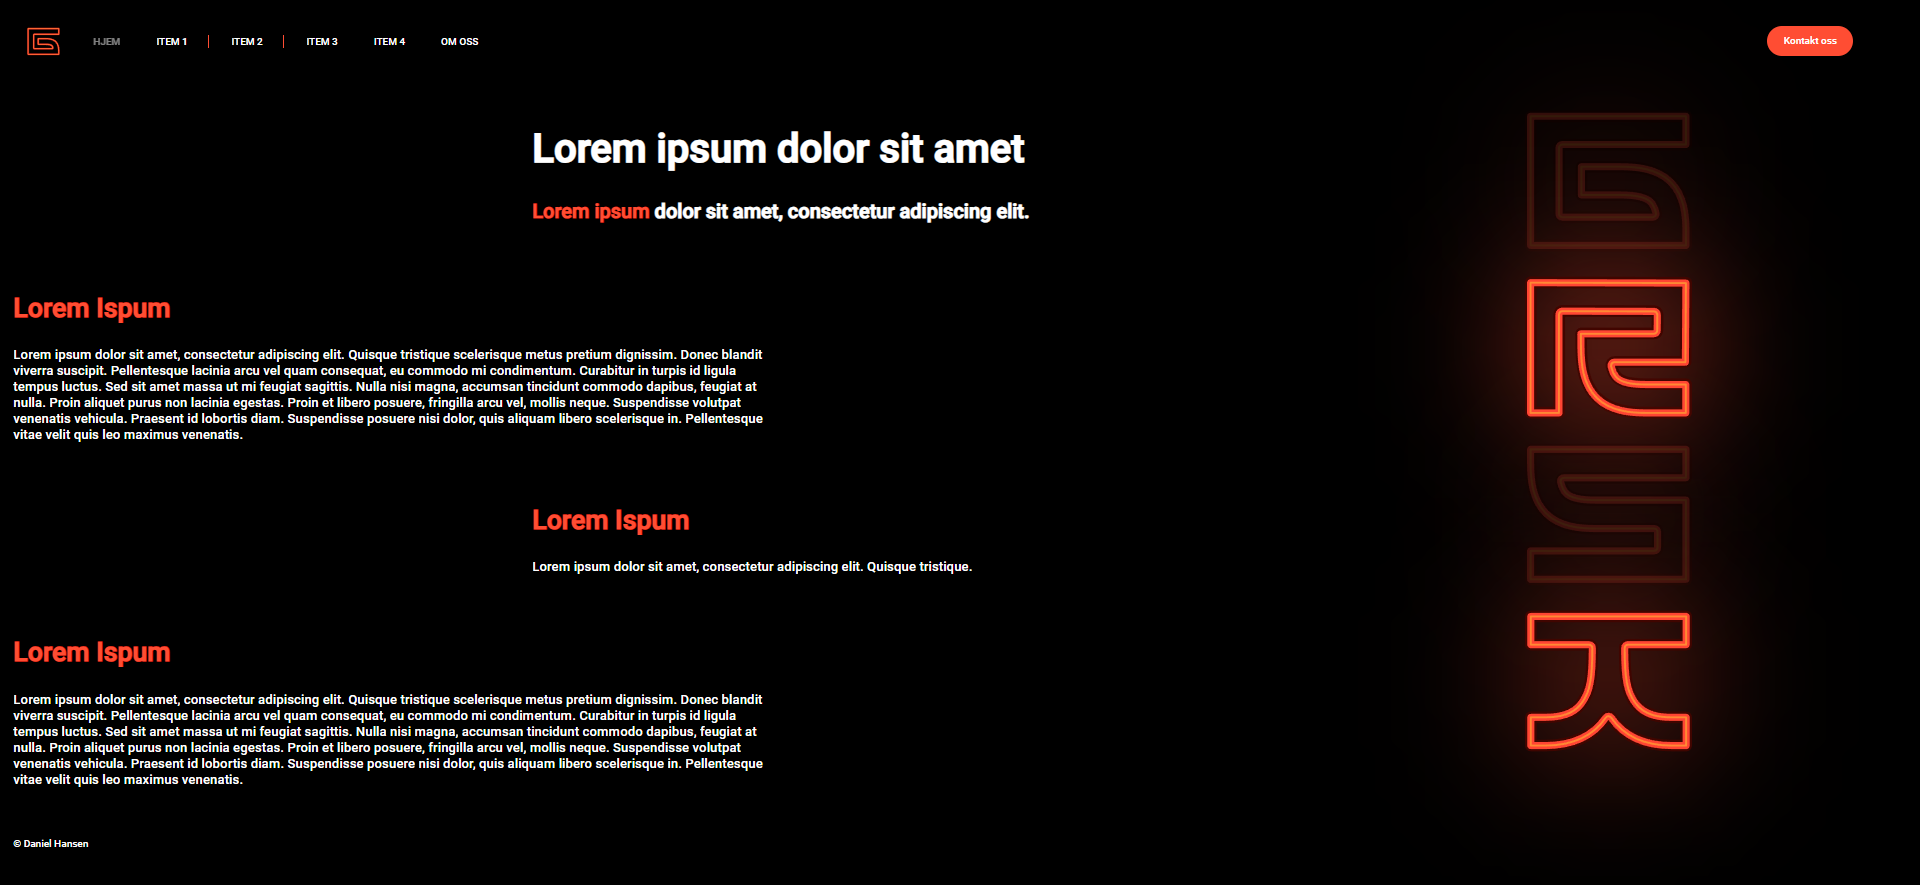 HJEM ITEM 1 ITEM 2 ITEM 3 ITEM 4 OM OSS Kontakt oss
Lorem ipsum dolor sit amet
Lorem ipsum dolor sit amet, consectetur adipiscing elit.
Lorem Ispum
Lorem ipsum dolor sit amet, consectetur adipiscing elit. Quisque tristique scelerisque metus pretium dignissim. Donec blandit
viverra suscipit. Pellentesque lacinia arcu vel quam consequat, eu commodo mi condimentum. Curabitur in turpis id ligula
tempus luctus. Sed sit amet massa ut mi feugiat sagittis. Nulla nisi magna, accumsan tincidunt commodo dapibus, feugiat at
nulla. Proin aliquet purus non lacinia egestas. Proin et libero posuere, fringilla arcu vel, mollis neque. Suspendisse volutpat
venenatis vehicula. Praesent id lobortis diam. Suspendisse posuere nisi dolor, quis aliquam libero scelerisque in. Pellentesque
vitae velit quis leo maximus venenatis.
Lorem Ispum
Lorem ipsum dolor sit amet, consectetur adipiscing elit. Quisque tristique.
Lorem Ispum
Lorem ipsum dolor sit amet, consectetur adipiscing elit. Quisque tristique scelerisque metus pretium dignissim. Donec blandit
viverra suscipit. Pellentesque lacinia arcu vel quam consequat, eu commodo mi condimentum. Curabitur in turpis id ligula
tempus luctus. Sed sit amet massa ut mi feugiat sagittis. Nulla nisi magna, accumsan tincidunt commodo dapibus, feugiat at
nulla. Proin aliquet purus non lacinia egestas. Proin et libero posuere, fringilla arcu vel, mollis neque. Suspendisse volutpat
venenatis vehicula. Praesent id lobortis diam. Suspendisse posuere nisi dolor, quis aliquam libero scelerisque in. Pellentesque
vitae velit quis leo maximus venenatis.
© Daniel Hansen